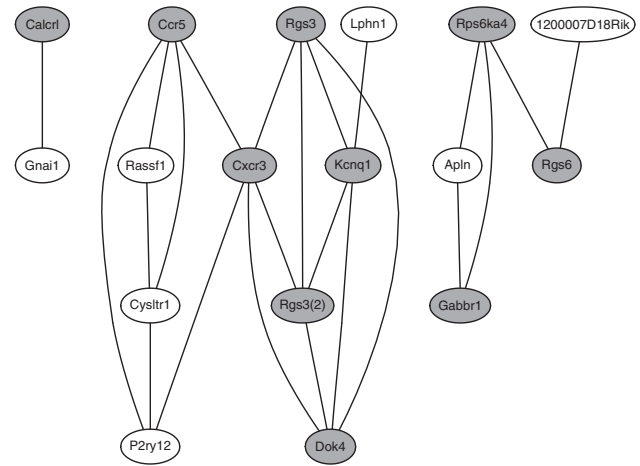 Calcrl Ccr5 Rgs3 Lphn1 Rps6ka4 1200007D18Rik
Gnai1 Rassf1 Cxcr3 Kcnq1 Apln Rgs6
Cysltr1 Rgs3(2) Gabbr1
P2ry12 Dok4